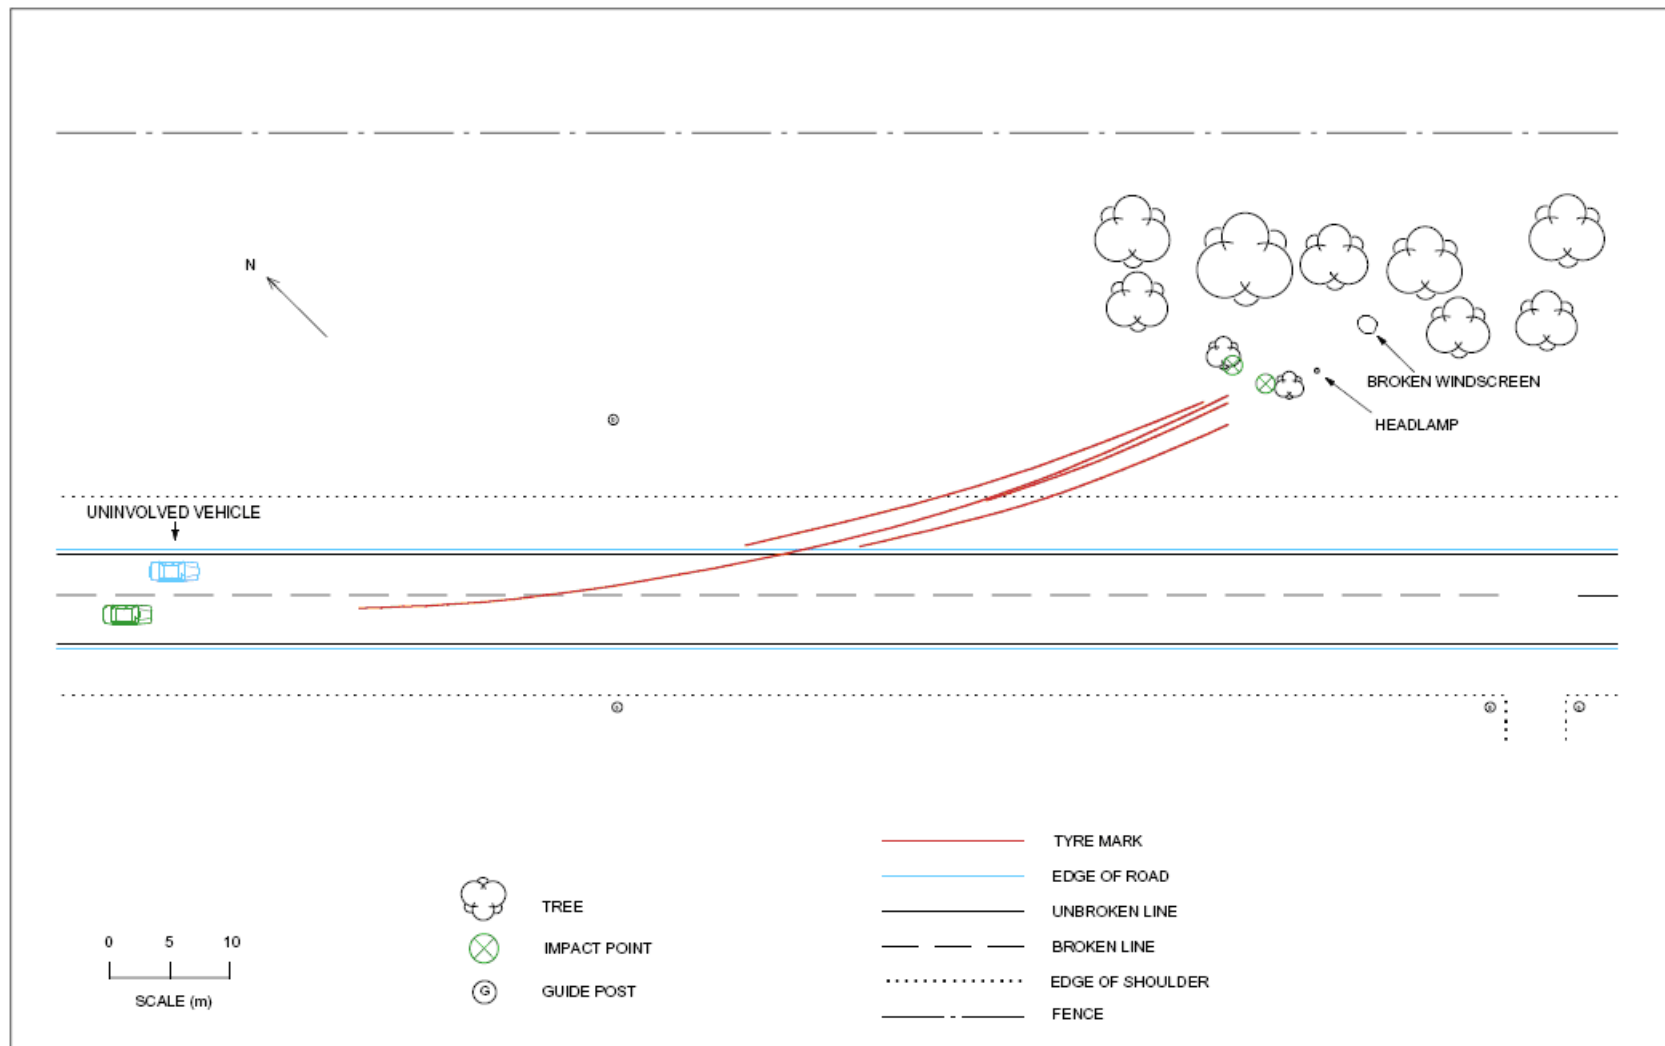 N
UNINVOLVED VEHICLE
BROKEN WINDSCREEN
HEADLAMP
0 5 10
SCALE (m)
TREE
IMPACT POINT
G GUIDE POST
TYRE MARK
EDGE OF ROAD
UNBROKEN LINE
BROKEN LINE
EDGE OF SHOULDER
FENCE